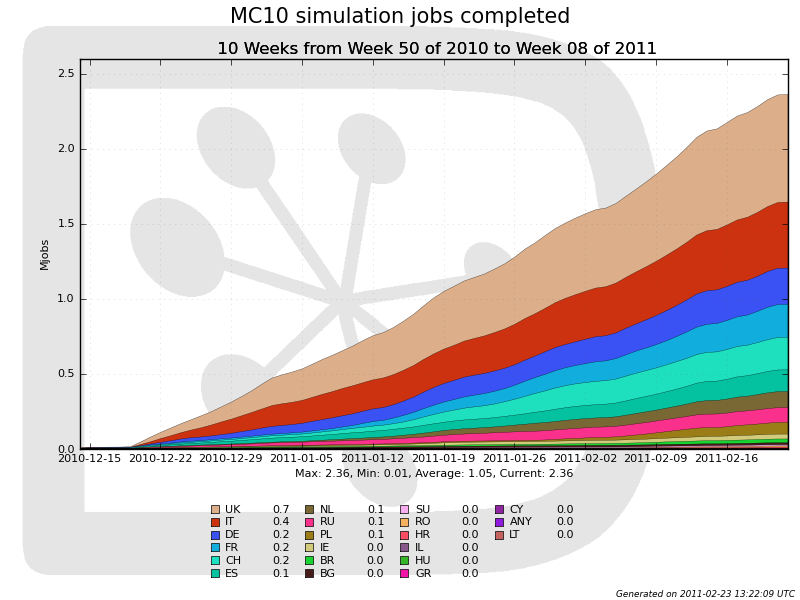 MC10 simulation jobs completed
10 Weeks from Week 50 of 2010 to Week 08 of 2011
Mjobs
2.5
2.0
1.5
1.0
0.5
0.0
2010-12-15 2010-12-22 2010-12-29 2011-01-05 2011-01-12 2011-01-19 2011-01-26 2011-02-02 2011-02-09 2011-02-16
Max: 2.36, Min: 0.01, Average: 1.05, Current: 2.36
UK 0.7 NL 0.1 SU 0.0 CY 0.0
IT 0.4 RU 0.1 RO 0.0 ANY 0.0
DE 0.2 PL 0.1 HR 0.0 LT 0.0
FR 0.2 IE 0.0 IL 0.0
CH 0.2 BR 0.0 HU 0.0
ES 0.1 BG 0.0 GR 0.0
Generated on 2011-02-23 13:22:09 UTC